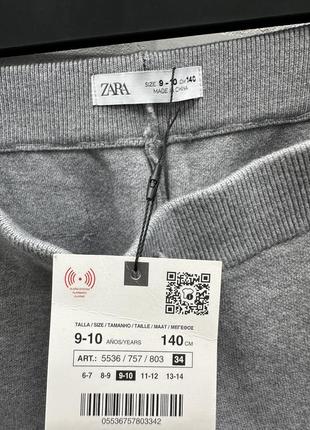 ZARA SIZE 9-10 CM 140
MADE IN CHINA
TALLA / SIZE / TAMANHO / TAILLE / MAAT / ΜΕΓΕΘΟΣ
9-10 AÑOS/YEARS 140 CM
ART.: 5536 / 757 / 803 34
6-7 8-9 9-10 11-12 13-14
05536757803342